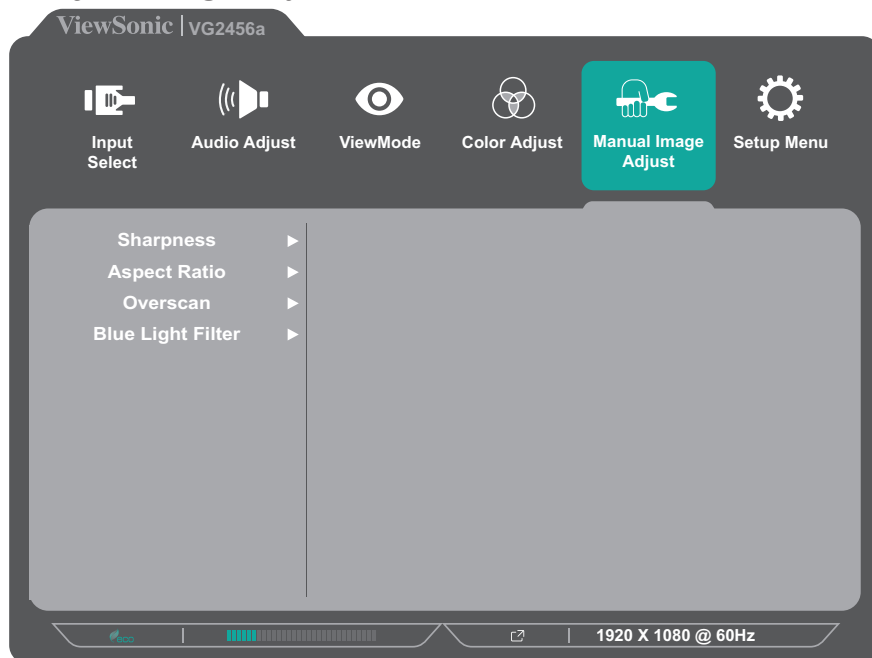 ViewSonic | VG2456a
Input Select
Audio Adjust
ViewMode
Color Adjust
Manual Image Adjust
Setup Menu
Sharpness ▶
Aspect Ratio ▶
Overscan ▶
Blue Light Filter ▶
eco | | 1920 X 1080 @ 60Hz